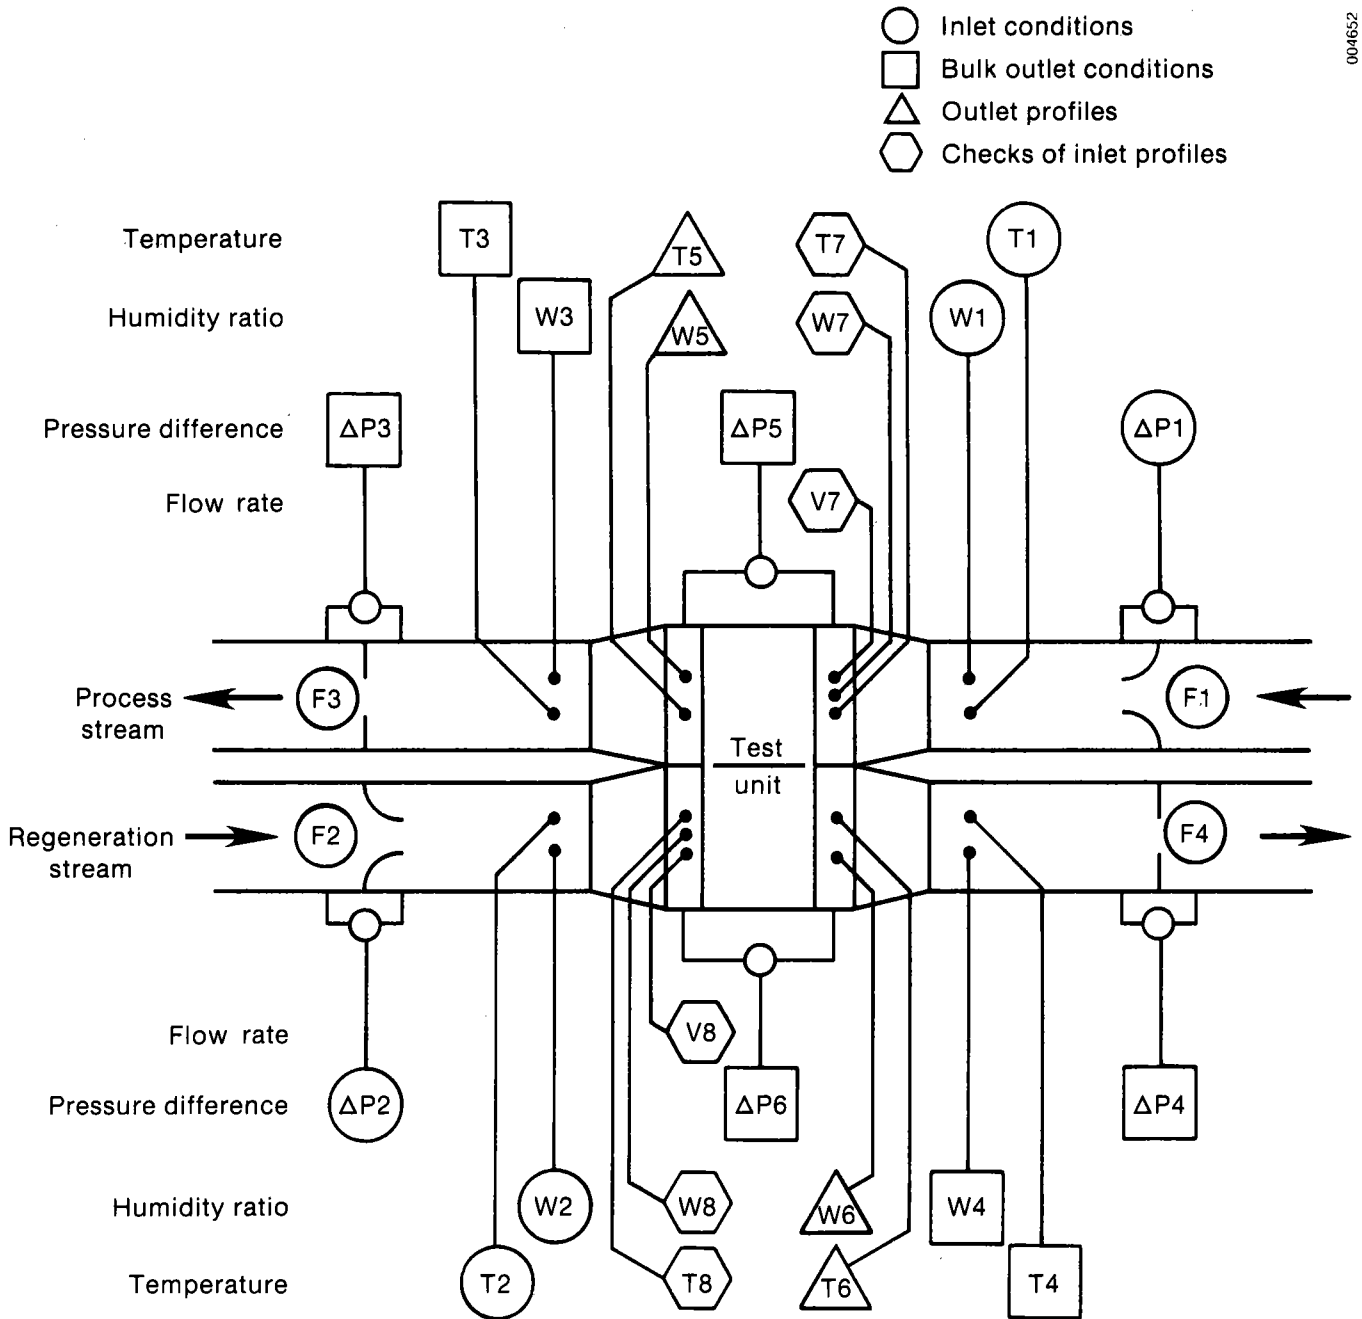 004652
Inlet conditions
Bulk outlet conditions
Outlet profiles
Checks of inlet profiles
Temperature
T3
T5
T7
T1
Humidity ratio
W3
W5
W7
W1
Pressure difference
ΔP3
ΔP5
ΔP1
Flow rate
V7
Process
stream
F3
F1
Test
unit
Regeneration
stream
F2
F4
Flow rate
V8
Pressure difference
ΔP2
ΔP6
ΔP4
Humidity ratio
W2
W8
W6
W4
Temperature
T2
T8
T6
T4